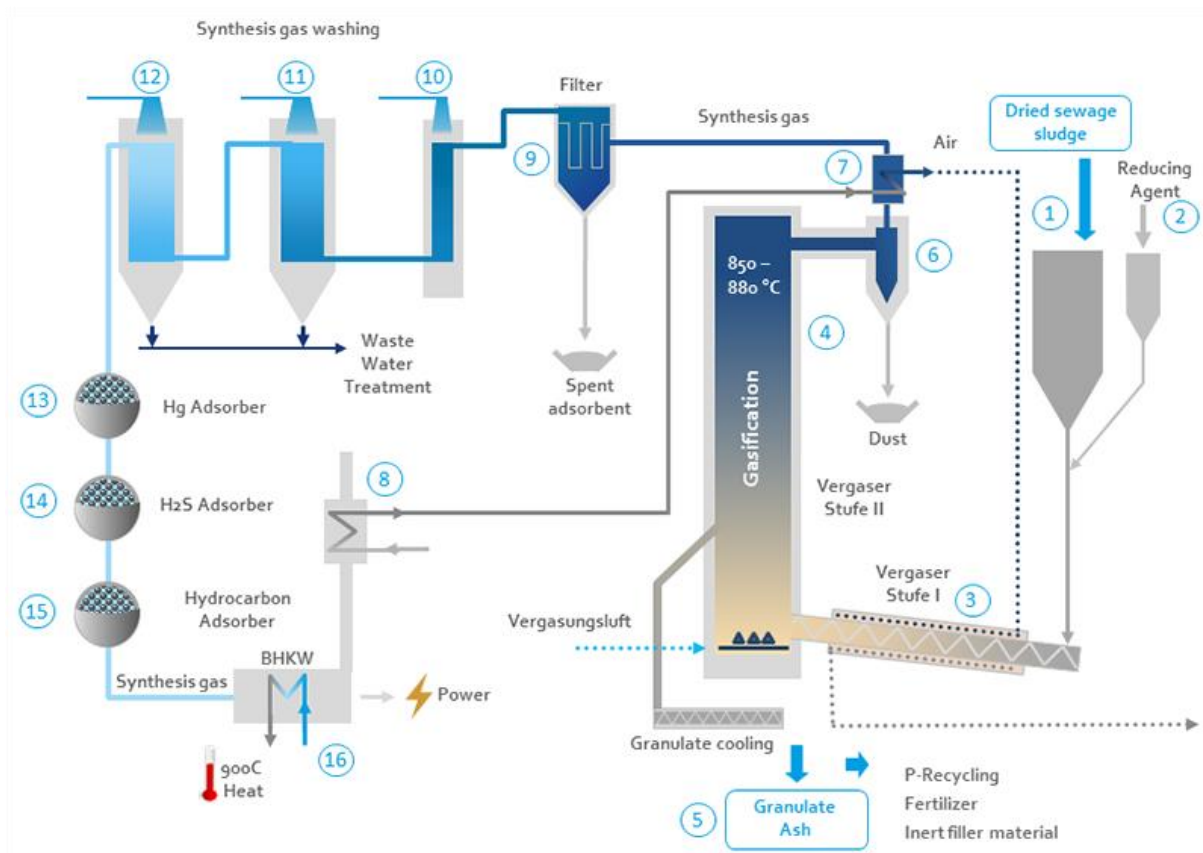 Synthesis gas washing
12
11
10
Filter
9
Synthesis gas
7
Air
Dried sewage
sludge
Reducing
Agent
1
2
6
850 –
880 °C
4
Gasification
Waste
Water
Treatment
Spent
adsorbent
Dust
13
Hg Adsorber
14
H2S Adsorber
8
Vergaser
Stufe II
15
Hydrocarbon
Adsorber
Vergaser
Stufe I
3
Vergasungsluft
BHKW
Synthesis gas
Power
16
900C
Heat
Granulate cooling
5
Granulate
Ash
P-Recycling
Fertilizer
Inert filler material